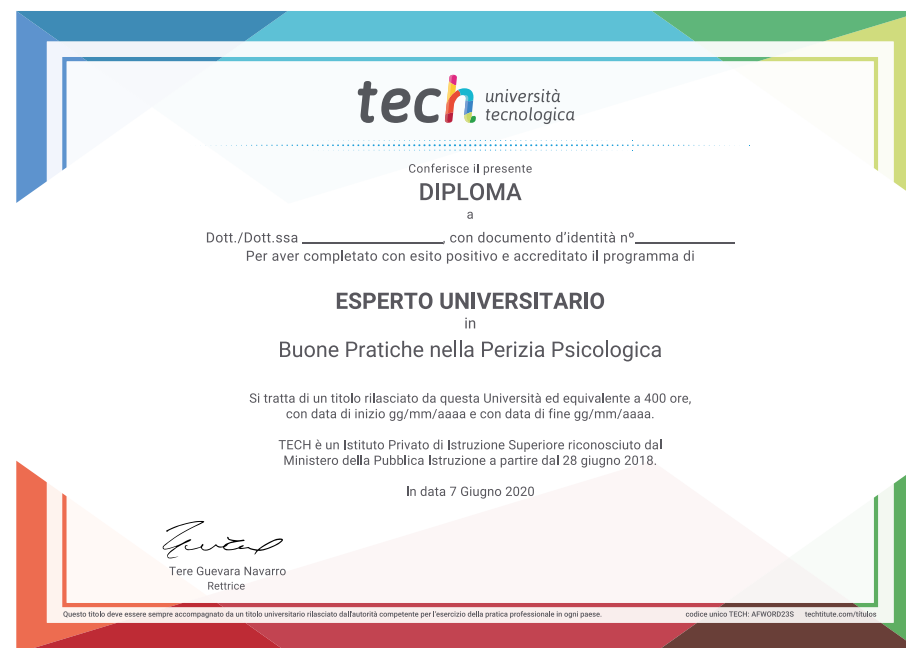 tech università
tecnologica
Conferisce il presente
DIPLOMA
a
Dott./Dott.ssa ____________________, con documento d'identità nº______________
Per aver completato con esito positivo e accreditato il programma di
ESPERTO UNIVERSITARIO
in
Buone Pratiche nella Perizia Psicologica
Si tratta di un titolo rilasciato da questa Università ed equivalente a 400 ore,
con data di inizio gg/mm/aaaa e con data di fine gg/mm/aaaa.
TECH è un Istituto Privato di Istruzione Superiore riconosciuto dal
Ministero della Pubblica Istruzione a partire dal 28 giugno 2018.
In data 7 Giugno 2020
Tere Guevara Navarro
Rettrice
Questo titolo deve essere sempre accompagnato da un titolo universitario rilasciato dall'autorità competente per l'esercizio della pratica professionale in ogni paese. codice unico TECH: AFWORD23S techtitute.com/titulos